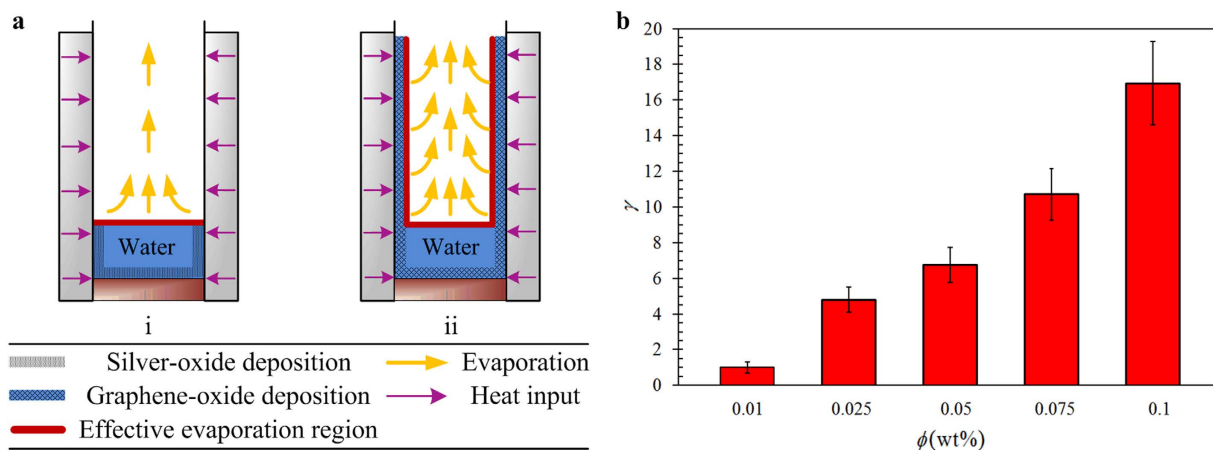 a
Water
Water
i
ii
Silver-oxide deposition
Evaporation
Graphene-oxide deposition
Heat input
Effective evaporation region
b
20
18
16
14
12
10
8
6
4
2
0
γ
0.01 0.025 0.05 0.075 0.1
ϕ(wt%)